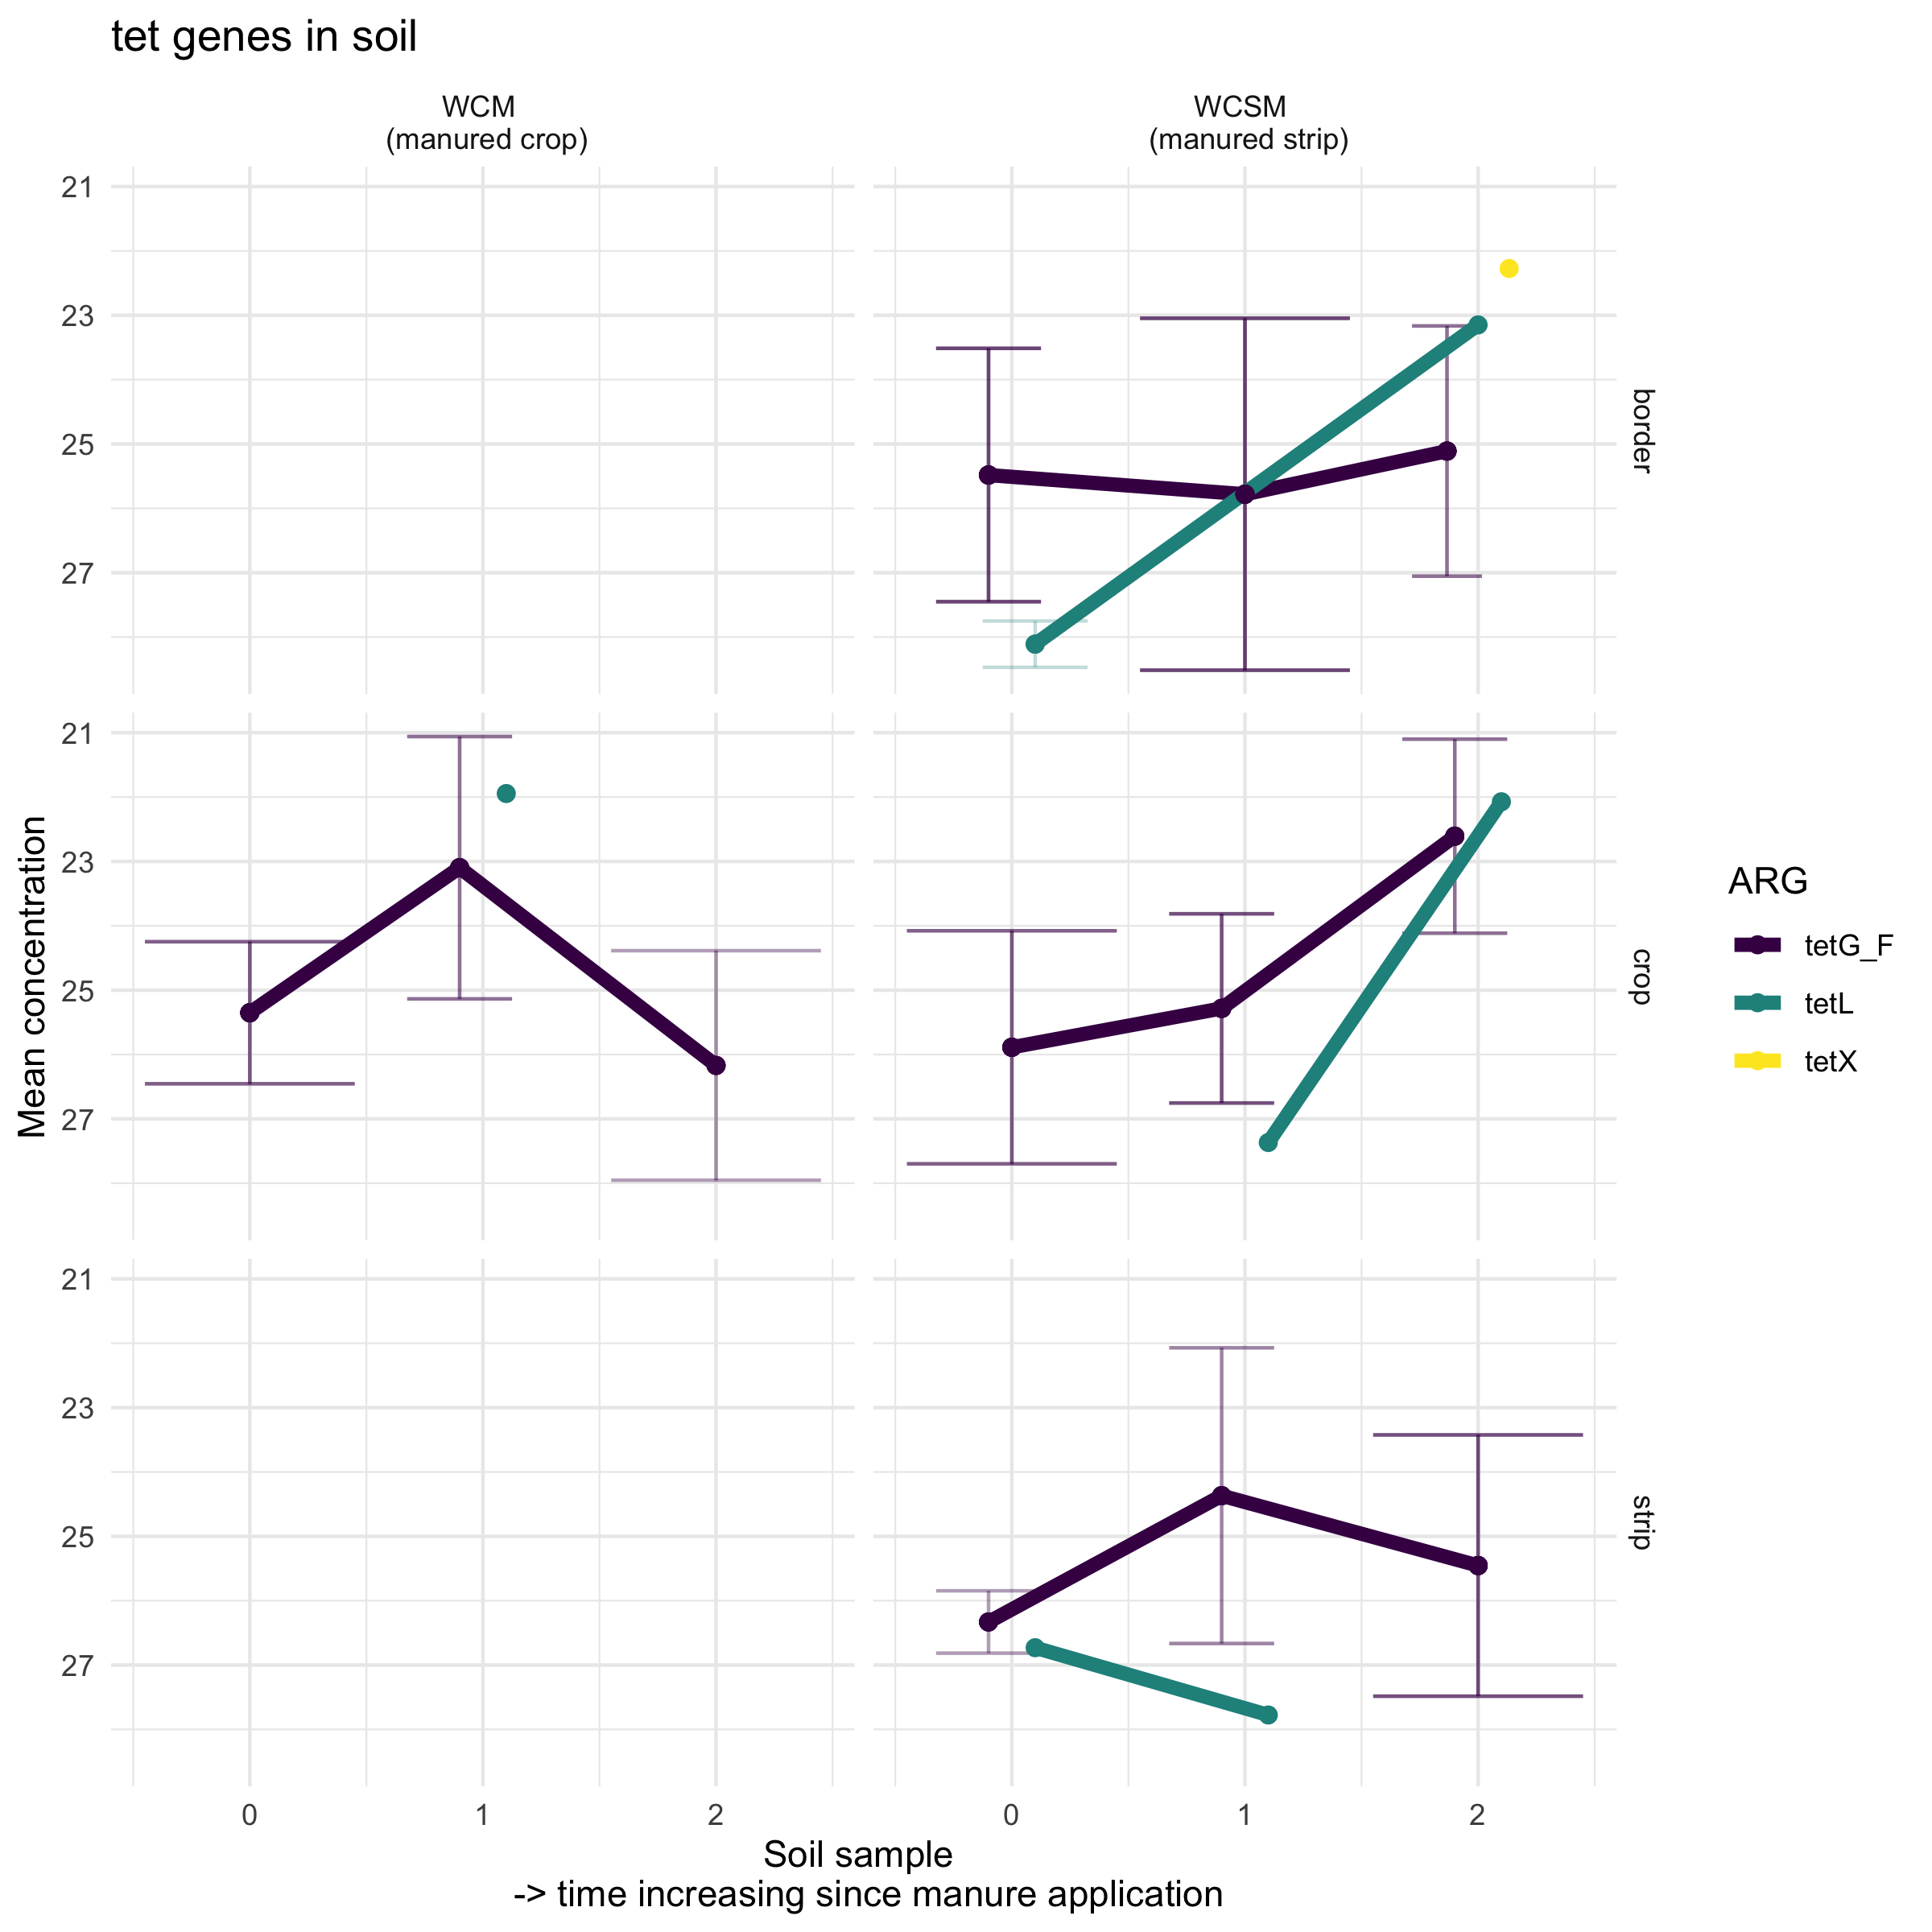 tet genes in soil
WCM
(manured crop)
WCSM
(manured strip)
21
23
25
27
border
21
23
25
27
crop
21
23
25
27
strip
Mean concentration
0
1
2
0
1
2
Soil sample
-> time increasing since manure application
ARG
tetG_F
tetL
tetX